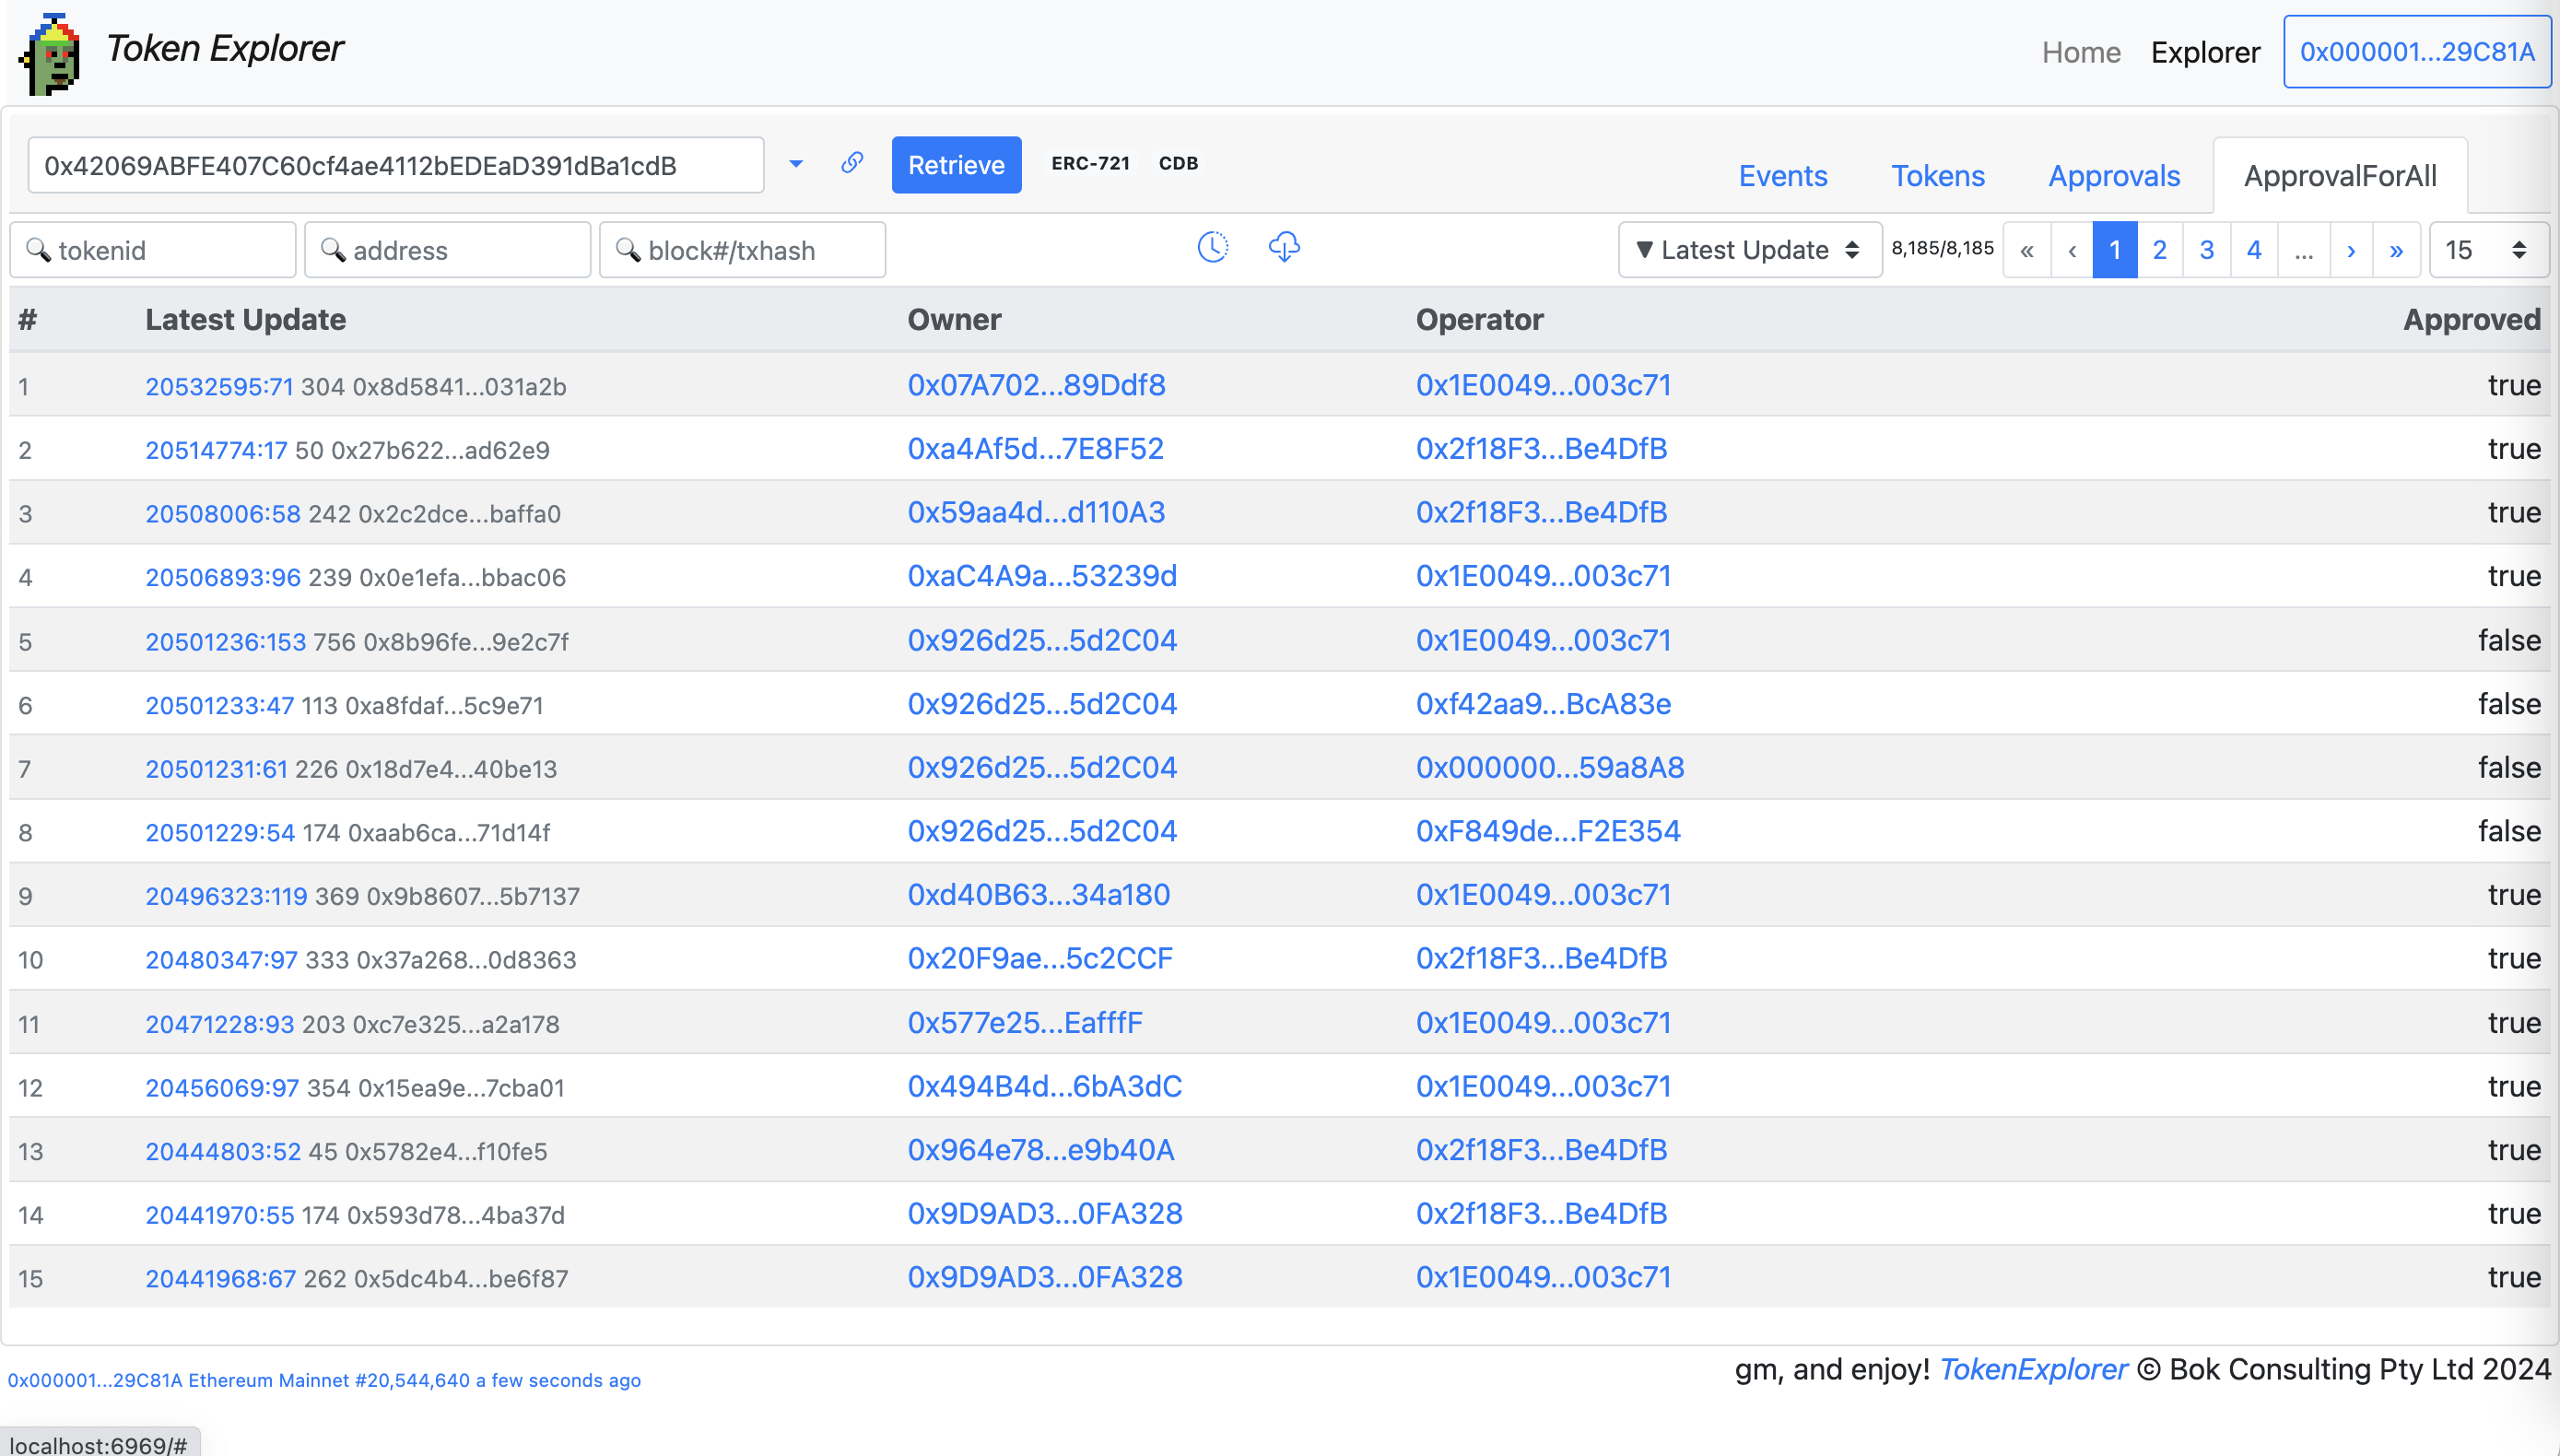 Token Explorer Home Explorer 0x000001...29C81A
0x42069ABFE407C60cf4ae4112bEDEaD391dBa1cdB Retrieve ERC-721 CDB Events Tokens Approvals ApprovalForAll
tokenid address block#/txhash ▼ Latest Update 8,185/8,185 « ‹ 1 2 3 4 ... › » 15
# Latest Update Owner Operator Approved
1 20532595:71 304 0x8d5841...031a2b 0x07A702...89Ddf8 0x1E0049...003c71 true
2 20514774:17 50 0x27b622...ad62e9 0xa4Af5d...7E8F52 0x2f18F3...Be4DfB true
3 20508006:58 242 0x2c2dce...baffa0 0x59aa4d...d110A3 0x2f18F3...Be4DfB true
4 20506893:96 239 0x0e1efa...bbac06 0xaC4A9a...53239d 0x1E0049...003c71 true
5 20501236:153 756 0x8b96fe...9e2c7f 0x926d25...5d2C04 0x1E0049...003c71 false
6 20501233:47 113 0xa8fdaf...5c9e71 0x926d25...5d2C04 0xf42aa9...BcA83e false
7 20501231:61 226 0x18d7e4...40be13 0x926d25...5d2C04 0x000000...59a8A8 false
8 20501229:54 174 0xaab6ca...71d14f 0x926d25...5d2C04 0xF849de...F2E354 false
9 20496323:119 369 0x9b8607...5b7137 0xd40B63...34a180 0x1E0049...003c71 true
10 20480347:97 333 0x37a268...0d8363 0x20F9ae...5c2CCF 0x2f18F3...Be4DfB true
11 20471228:93 203 0xc7e325...a2a178 0x577e25...EafffF 0x1E0049...003c71 true
12 20456069:97 354 0x15ea9e...7cba01 0x494B4d...6bA3dC 0x1E0049...003c71 true
13 20444803:52 45 0x5782e4...f10fe5 0x964e78...e9b40A 0x2f18F3...Be4DfB true
14 20441970:55 174 0x593d78...4ba37d 0x9D9AD3...0FA328 0x2f18F3...Be4DfB true
15 20441968:67 262 0x5dc4b4...be6f87 0x9D9AD3...0FA328 0x1E0049...003c71 true
0x000001...29C81A Ethereum Mainnet #20,544,640 a few seconds ago gm, and enjoy! TokenExplorer © Bok Consulting Pty Ltd 2024
localhost:6969/#